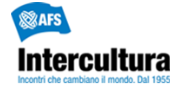 AFS
Intercultura
Incontri che cambiano il mondo. Dal 1955